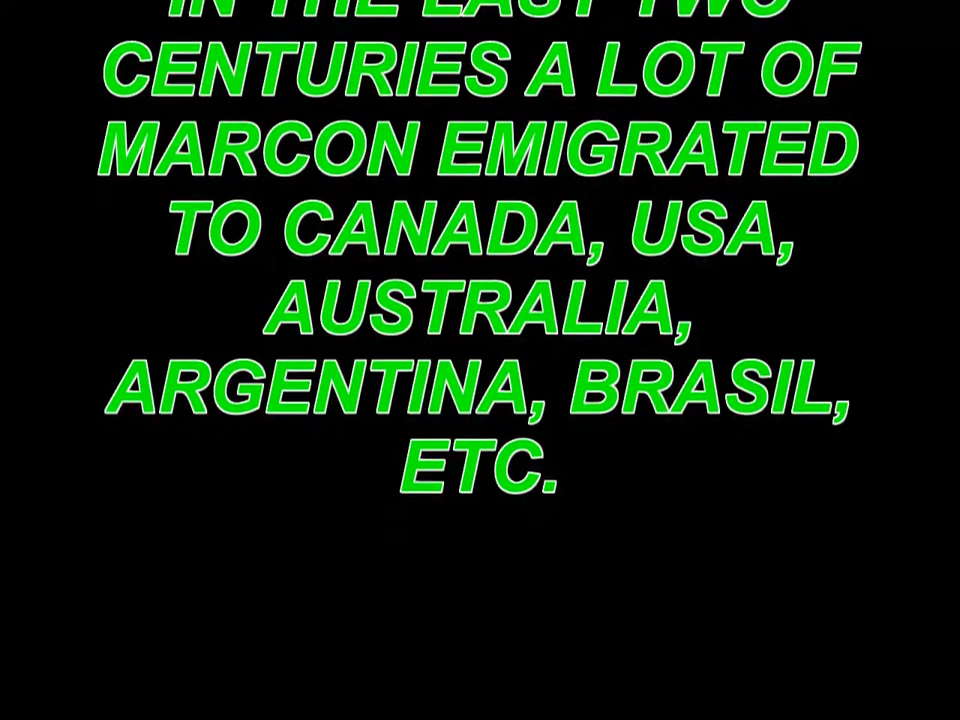 IN THE LAST TWO
CENTURIES A LOT OF
MARCON EMIGRATED
TO CANADA, USA,
AUSTRALIA,
ARGENTINA, BRASIL,
ETC.